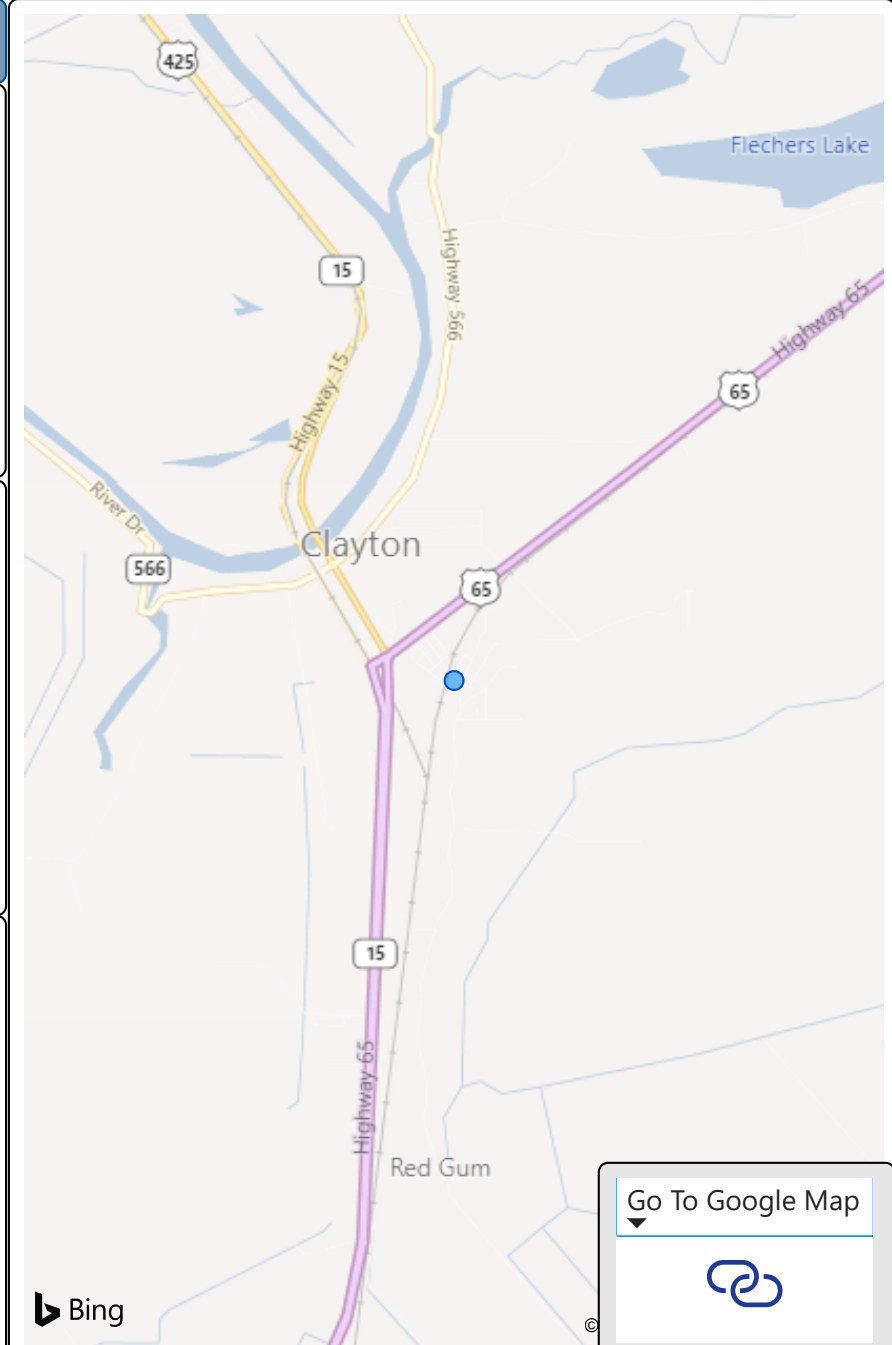 425
Flechers Lake
15
Highway 566
Highway 65
Highway 15
65
River Dr
Clayton
566
65
15
Highway 65
Red Gum
Go To Google Map
Bing
©